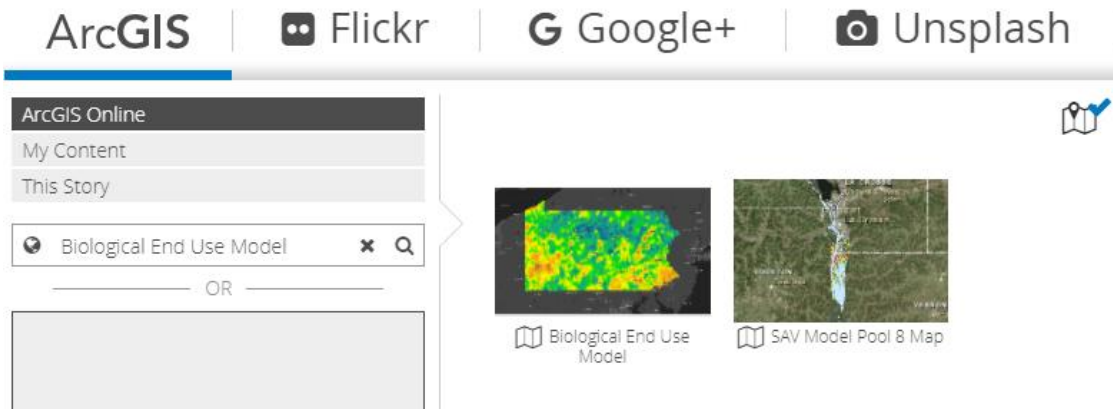 ArcGIS
Flickr
G Google+
Unsplash
ArcGIS Online
My Content
This Story
Biological End Use Model
OR
Biological End Use
Model
SAV Model Pool 8 Map